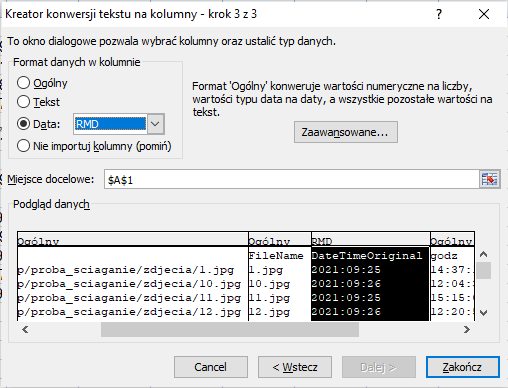 Kreator konwersji tekstu na kolumny - krok 3 z 3
To okno dialogowe pozwala wybrać kolumny oraz ustalić typ danych.
Format danych w kolumnie
Ogólny
Tekst
Data: RMD
Nie importuj kolumny (pomiń)
Format 'Ogólny' konweruje wartości numeryczne na liczby, wartości typu data na daty, a wszystkie pozostałe wartości na tekst.
Zaawansowane...
Miejsce docelowe: $A$1
Podgląd danych
Ogólny Ogólny RMD Ogólny
FileName DateTimeOriginal godz
p/proba_sciaganie/zdjecia/1.jpg 1.jpg 2021:09:25 14:37:
p/proba_sciaganie/zdjecia/10.jpg 10.jpg 2021:09:26 12:04:
p/proba_sciaganie/zdjecia/11.jpg 11.jpg 2021:09:25 15:15:
p/proba_sciaganie/zdjecia/12.jpg 12.jpg 2021:09:26 12:20:
Cancel < Wstecz Dalej > Zakończ